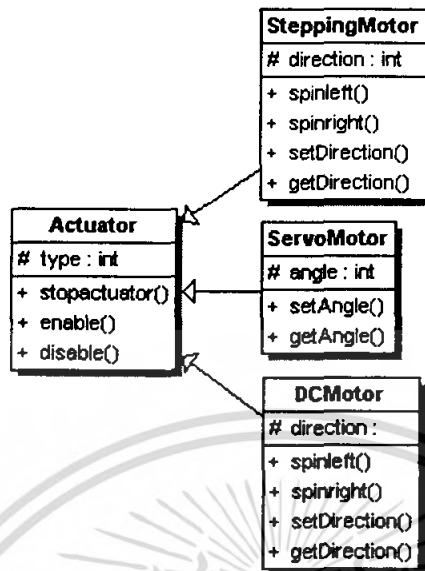 SteppingMotor
# direction : int
+ spinleft()
+ spinright()
+ setDirection()
+ getDirection()
Actuator
# type : int
+ stopactuator()
+ enable()
+ disable()
ServoMotor
# angle : int
+ setAngle()
+ getAngle()
DCMotor
# direction :
+ spinleft()
+ spinright()
+ setDirection()
+ getDirection()